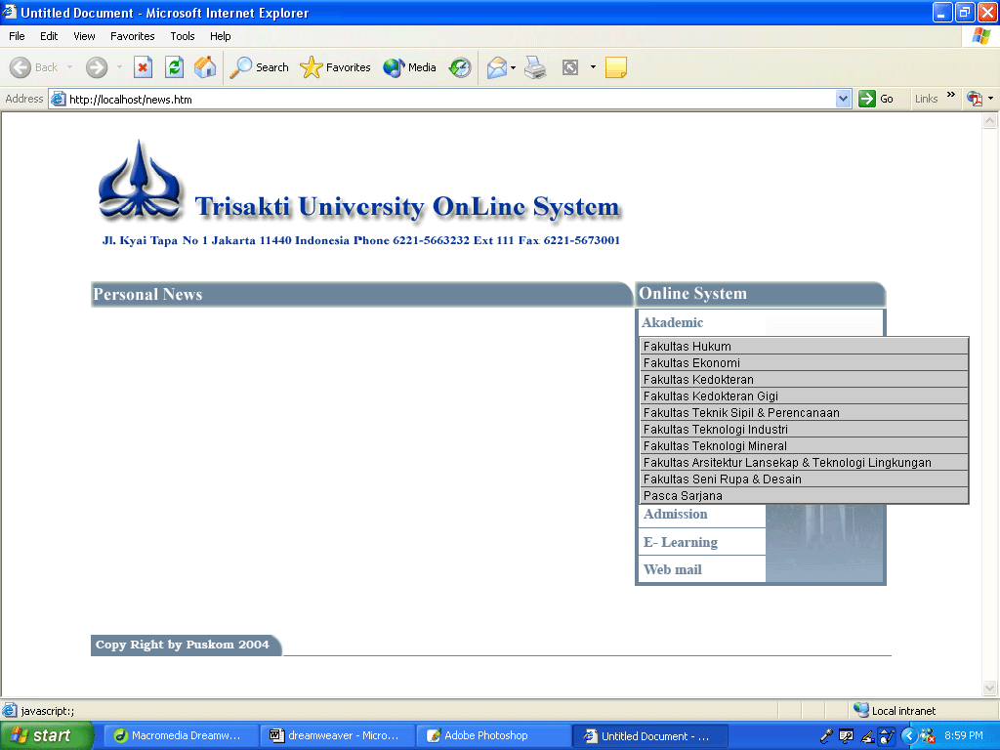 Untitled Document - Microsoft Internet Explorer
File Edit View Favorites Tools Help
Back Search Favorites Media
Address http://localhost/news.htm Go Links »
Trisakti University OnLine System
Jl. Kyai Tapa No 1 Jakarta 11440 Indonesia Phone 6221-5663232 Ext 111 Fax 6221-5673001
Personal News
Online System
Akademic
Fakultas Hukum
Fakultas Ekonomi
Fakultas Kedokteran
Fakultas Kedokteran Gigi
Fakultas Teknik Sipil & Perencanaan
Fakultas Teknologi Industri
Fakultas Teknologi Mineral
Fakultas Arsitektur Lansekap & Teknologi Lingkungan
Fakultas Seni Rupa & Desain
Pasca Sarjana
Admission
E- Learning
Web mail
Copy Right by Puskom 2004
javascript:; Local intranet
start Macromedia Dreamw... dreamweaver - Micro... Adobe Photoshop Untitled Document - ... 8:59 PM